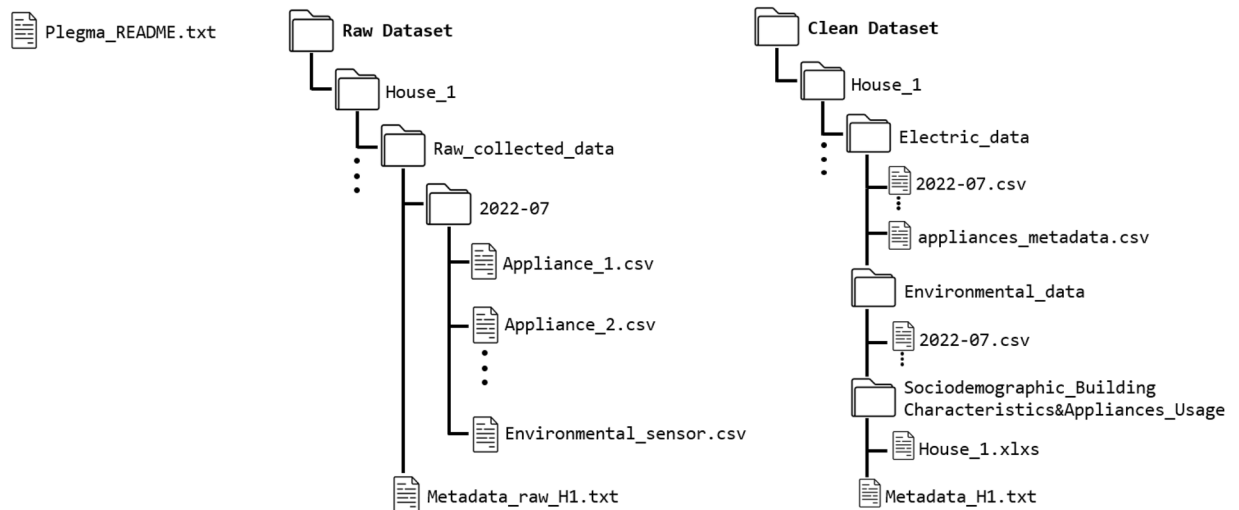 Plegma_README.txt
Raw Dataset
House_1
Raw_collected_data
2022-07
Appliance_1.csv
Appliance_2.csv
Environmental_sensor.csv
Metadata_raw_H1.txt
Clean Dataset
House_1
Electric_data
2022-07.csv
appliances_metadata.csv
Environmental_data
2022-07.csv
Sociodemographic_Building
Characteristics&Appliances_Usage
House_1.xlxs
Metadata_H1.txt